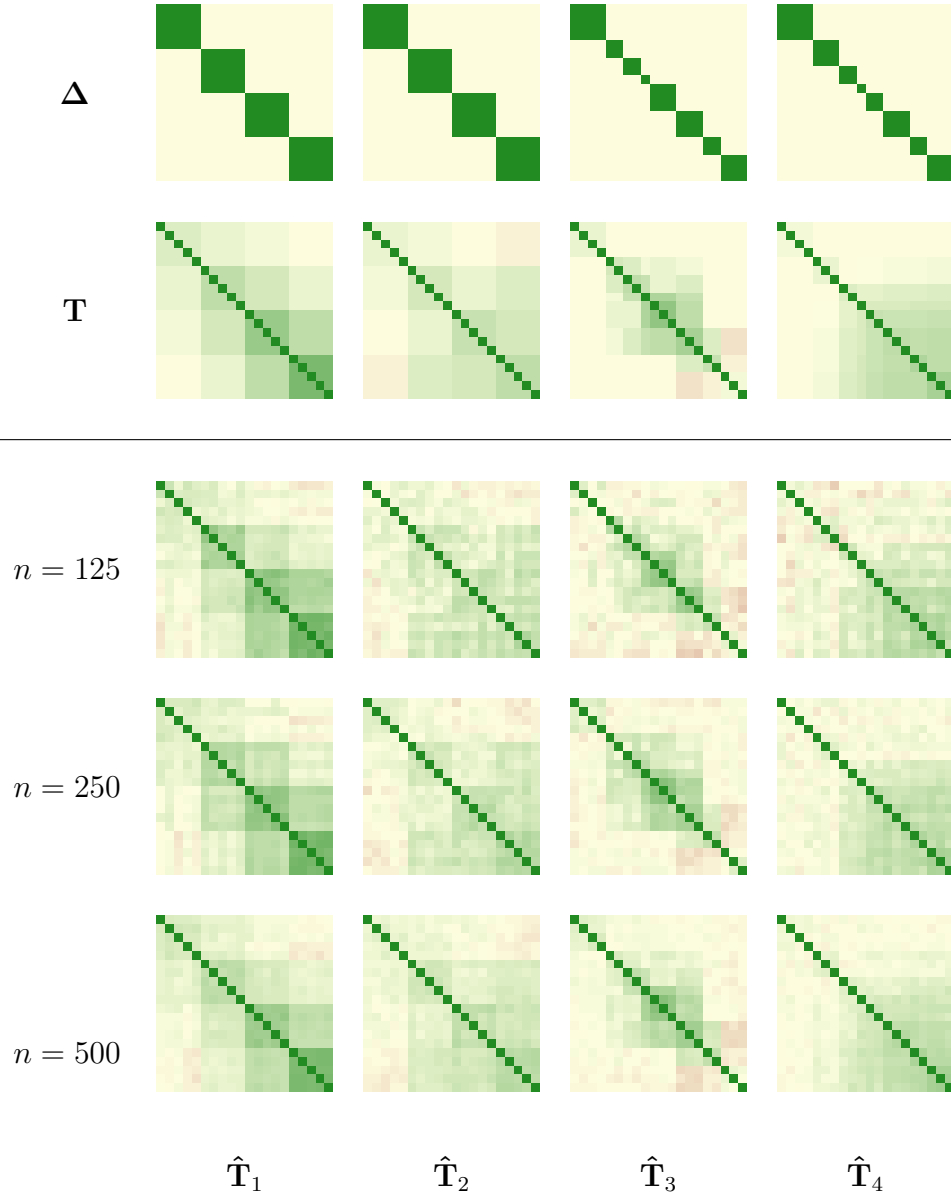 Δ
T
n = 125
n = 250
n = 500
T̂₁ T̂₂ T̂₃ T̂₄